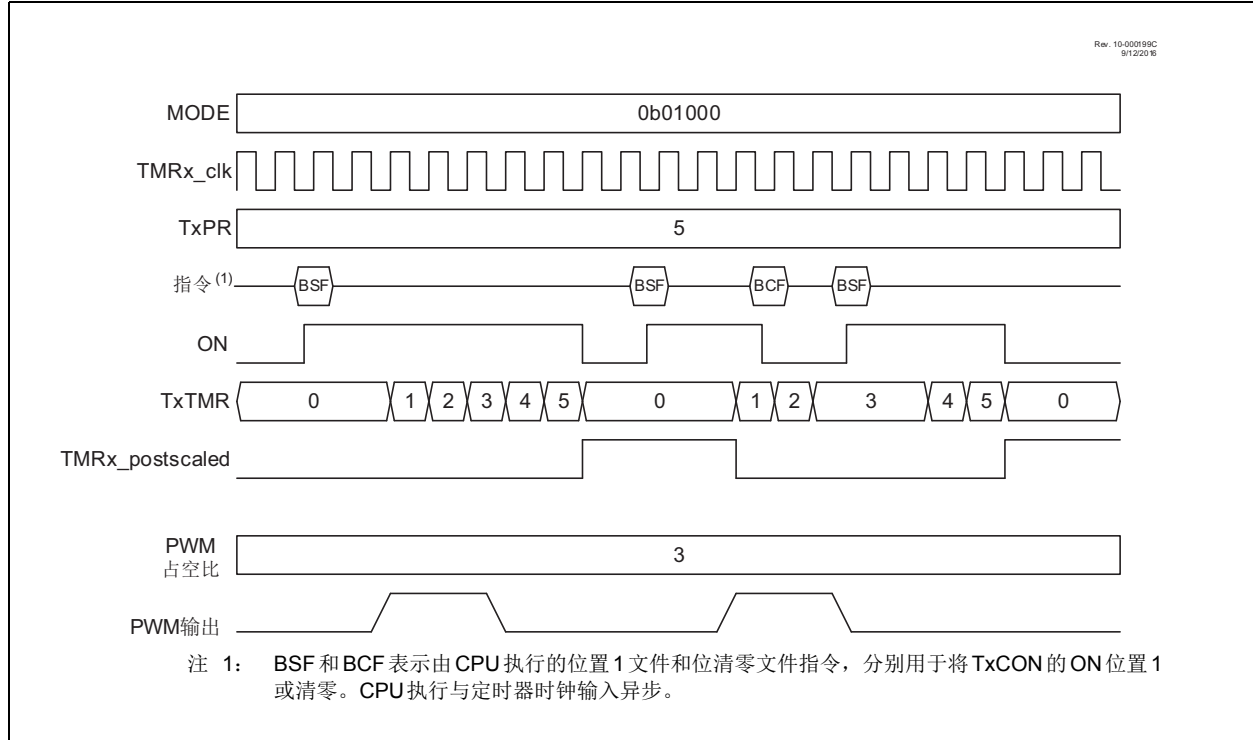 Rev. 10-000199C
9/12/2016
MODE 0b01000
TMRx_clk
TxPR 5
指令(1) BSF BSF BCF BSF
ON
TxTMR 0 1 2 3 4 5 0 1 2 3 4 5 0
TMRx_postscaled
PWM
占空比 3
PWM输出
注 1: BSF和BCF表示由CPU执行的位置1文件和位清零文件指令，分别用于将TxCON的ON位置1
或清零。CPU执行与定时器时钟输入异步。